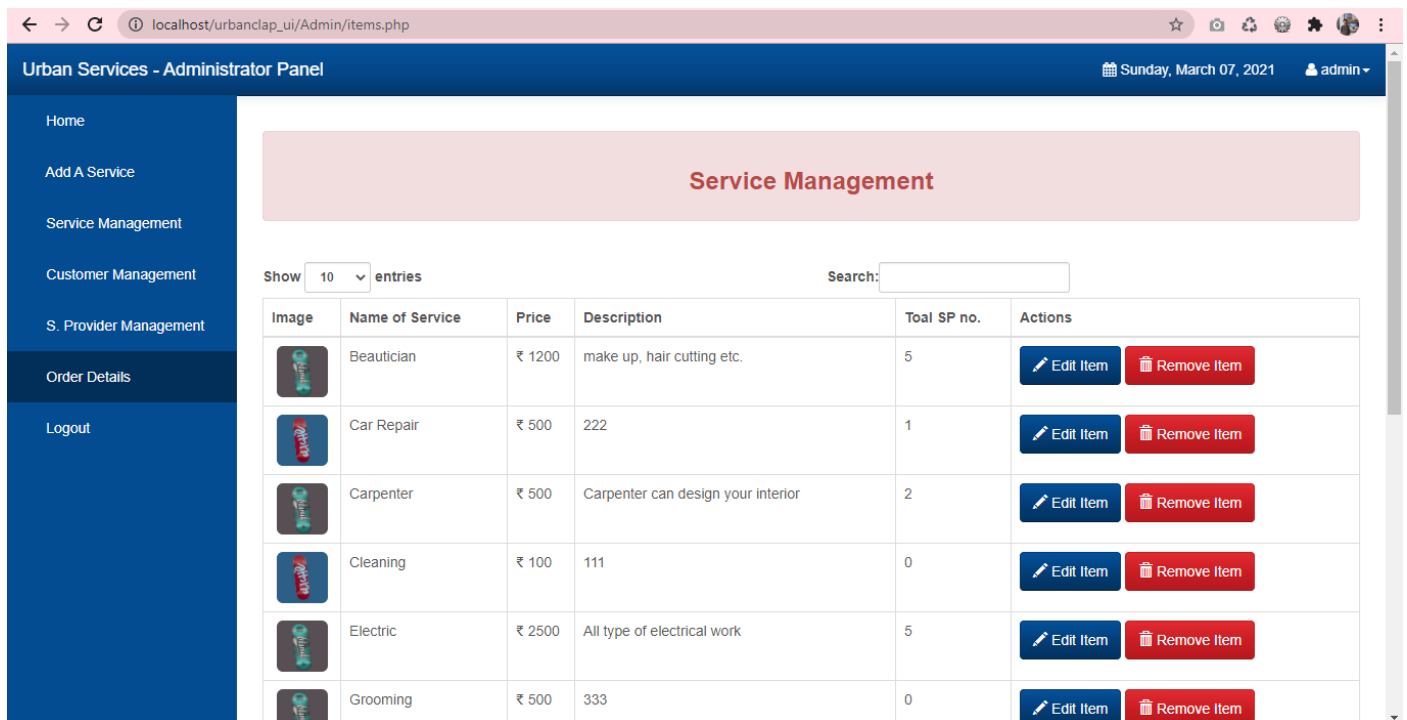 localhost/urbanclap_ui/Admin/items.php
Urban Services - Administrator Panel
Sunday, March 07, 2021
admin
Home
Add A Service
Service Management
Customer Management
S. Provider Management
Order Details
Logout
Service Management
Show 10 entries
Search:
Image Name of Service Price Description Toal SP no. Actions
Beautician ₹ 1200 make up, hair cutting etc. 5 Edit Item Remove Item
Car Repair ₹ 500 222 1 Edit Item Remove Item
Carpenter ₹ 500 Carpenter can design your interior 2 Edit Item Remove Item
Cleaning ₹ 100 111 0 Edit Item Remove Item
Electric ₹ 2500 All type of electrical work 5 Edit Item Remove Item
Grooming ₹ 500 333 0 Edit Item Remove Item